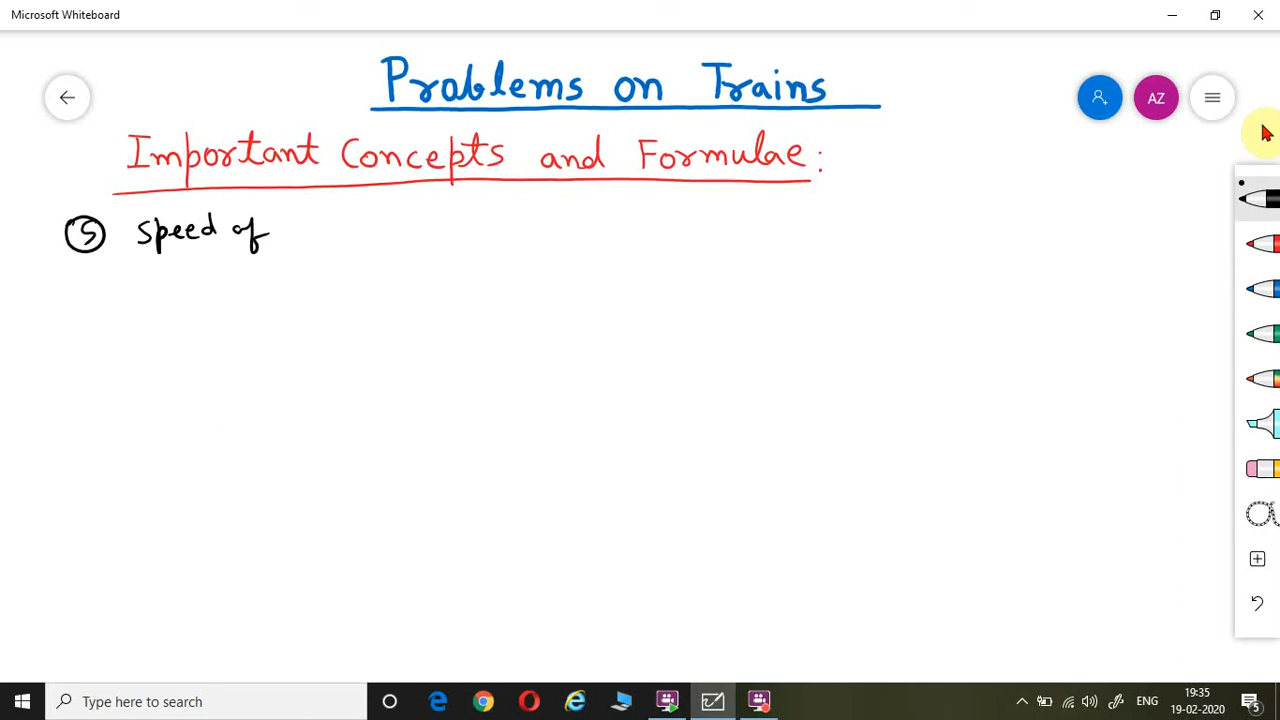 Microsoft Whiteboard
Problems on Trains
AZ
Important Concepts and Formulae:
5 Speed of
Type here to search
ENG
19:35
19-02-2020
5